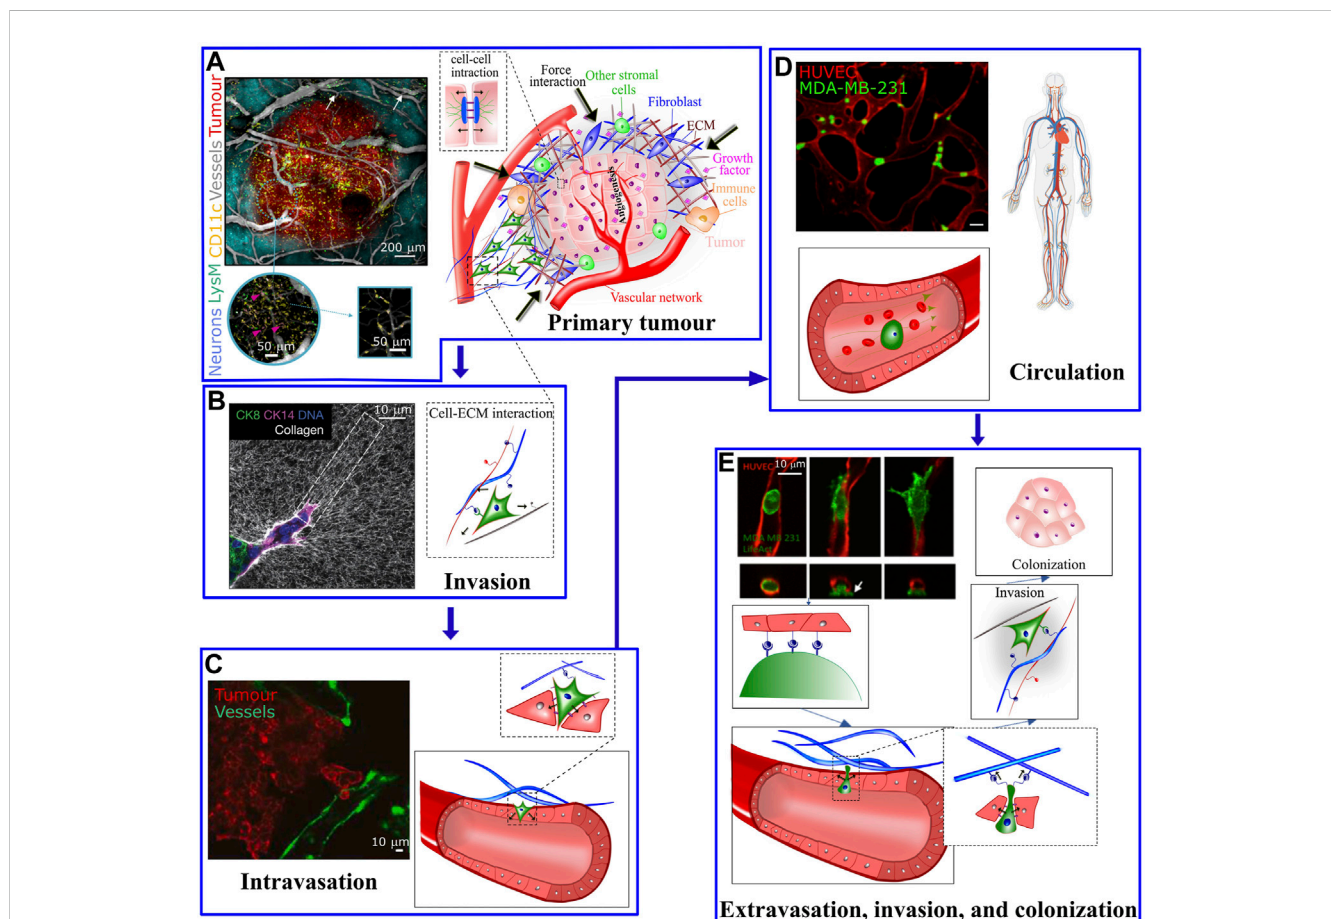 A
Neurons LysM CD11c Vessels Tumour
200 µm
50 µm
50 µm
cell-cell
intraction
Force
interaction
Other stromal
cells
Fibroblast
ECM
Growth
factor
Immune
cells
Angiogenesis
Tumor
Vascular network
Primary tumour
B
CK8 CK14 DNA
Collagen
10 µm
Cell-ECM interaction
Invasion
C
Tumour
Vessels
10 µm
Intravasation
D
HUVEC
MDA-MB-231
Circulation
E
HUVEC
10 µm
MDA MB 231
LifeAct
Colonization
Invasion
Extravasation, invasion, and colonization